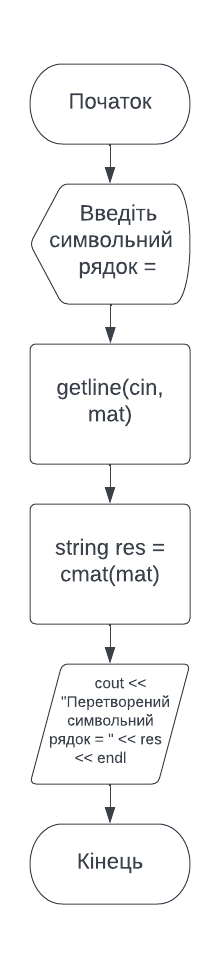 Початок
Введіть
символьний
рядок =
getline(cin,
mat)
string res =
cmat(mat)
cout <<
"Перетворений
символьний
рядок = " << res
<< endl
Кінець